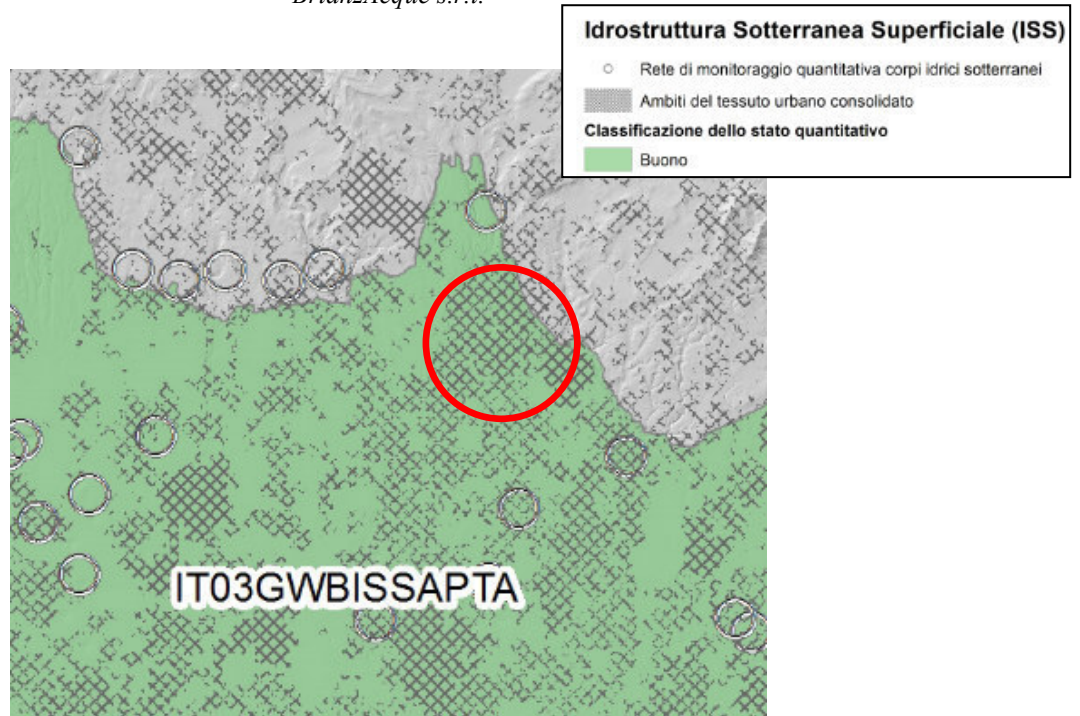 BrianzAcque s.r.l.
Idrostruttura Sotterranea Superficiale (ISS)
Rete di monitoraggio quantitativa corpi idrici sotterranei
Ambiti del tessuto urbano consolidato
Classificazione dello stato quantitativo
Buono
IT03GWBISSAPTA